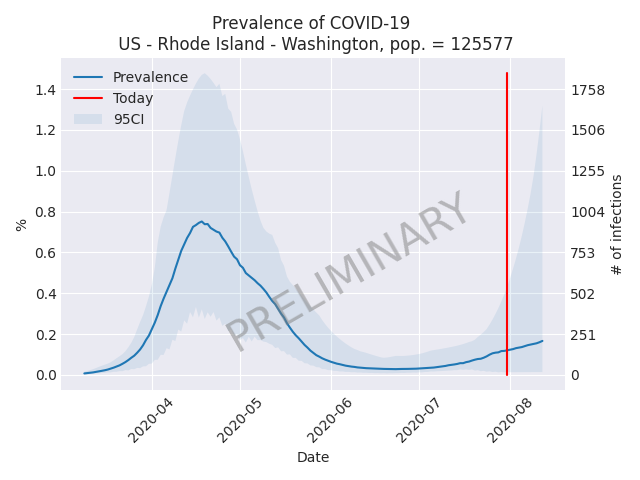 Prevalence of COVID-19
US - Rhode Island - Washington, pop. = 125577
Prevalence
Today
95CI
1.4
1.2
1.0
0.8
0.6
0.4
0.2
0.0
%
1758
1506
1255
1004
753
502
251
0
# of infections
PRELIMINARY
2020-04
2020-05
2020-06
2020-07
2020-08
Date